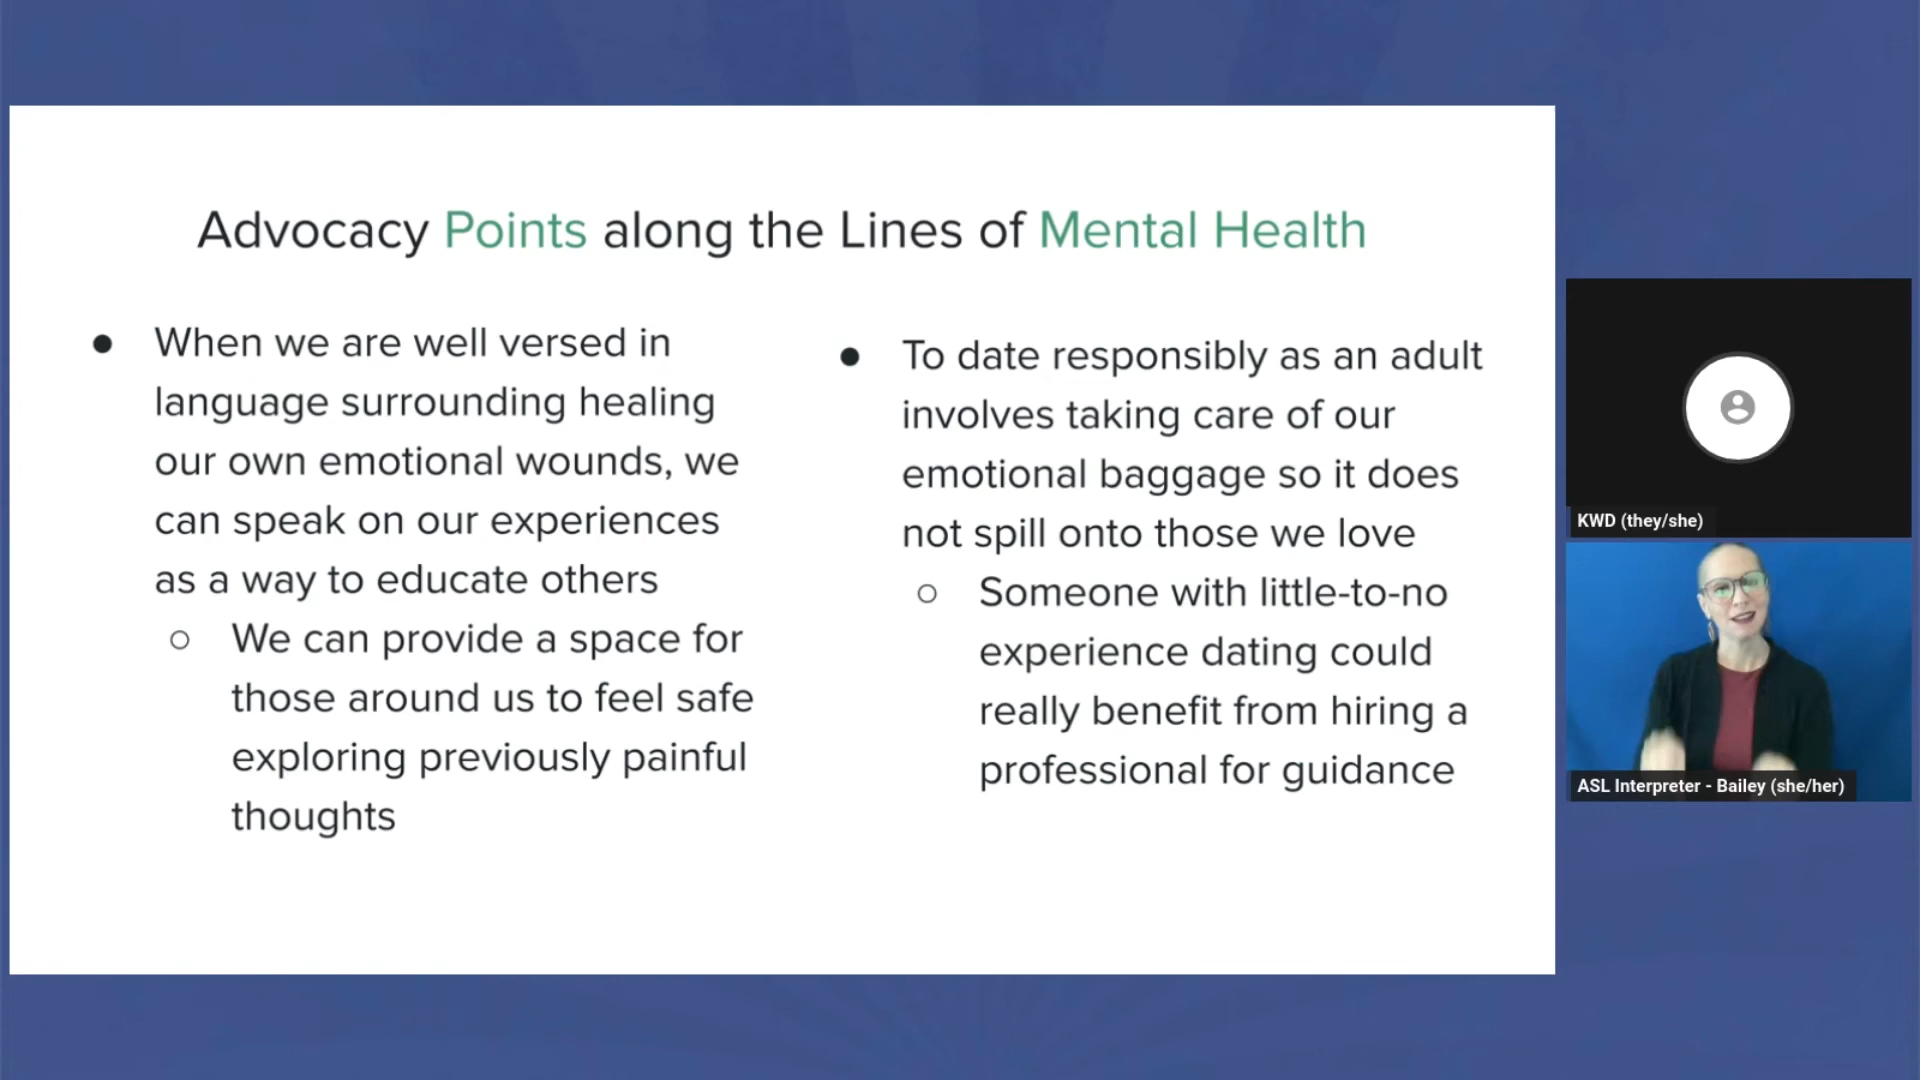 Advocacy Points along the Lines of Mental Health
● When we are well versed in
language surrounding healing
our own emotional wounds, we
can speak on our experiences
as a way to educate others
○ We can provide a space for
those around us to feel safe
exploring previously painful
thoughts
● To date responsibly as an adult
involves taking care of our
emotional baggage so it does
not spill onto those we love
○ Someone with little-to-no
experience dating could
really benefit from hiring a
professional for guidance
KWD (they/she)
ASL Interpreter - Bailey (she/her)